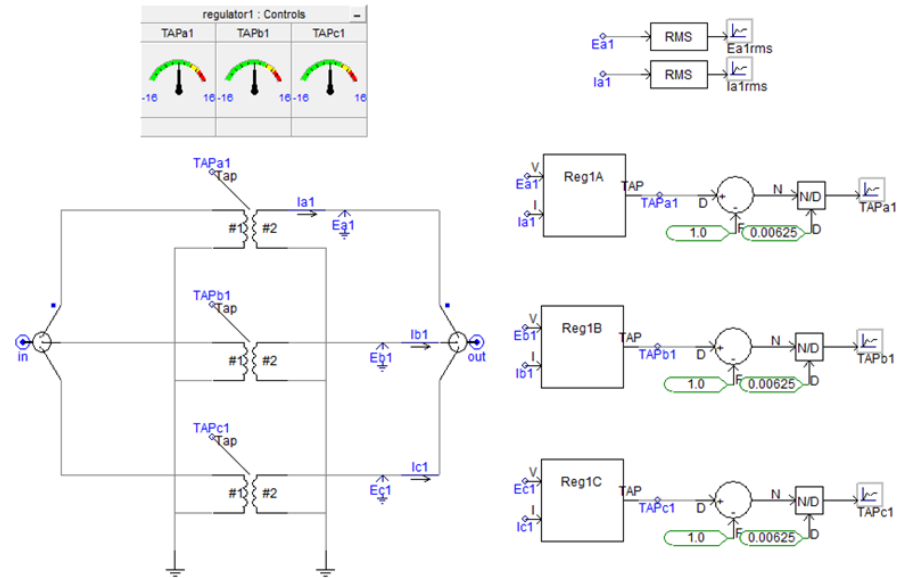 regulator1 : Controls
TAPa1 TAPb1 TAPc1
-16 16 -16 16 -16 16
Ea1 RMS Ea1rms
Ia1 RMS Ia1rms
TAPa1
Tap
#1 #2
Ia1
Ea1
TAPb1
Tap
#1 #2
Ib1
Eb1
in
out
TAPc1
Tap
#1 #2
Ic1
Ec1
V
Ea1
I
Ia1
Reg1A
TAP
TAPa1
D + - F
1.0
N
N/D
D
0.00625
TAPa1
V
Eb1
I
Ib1
Reg1B
TAP
TAPb1
D + - F
1.0
N
N/D
D
0.00625
TAPb1
V
Ec1
I
Ic1
Reg1C
TAP
TAPc1
D + - F
1.0
N
N/D
D
0.00625
TAPc1